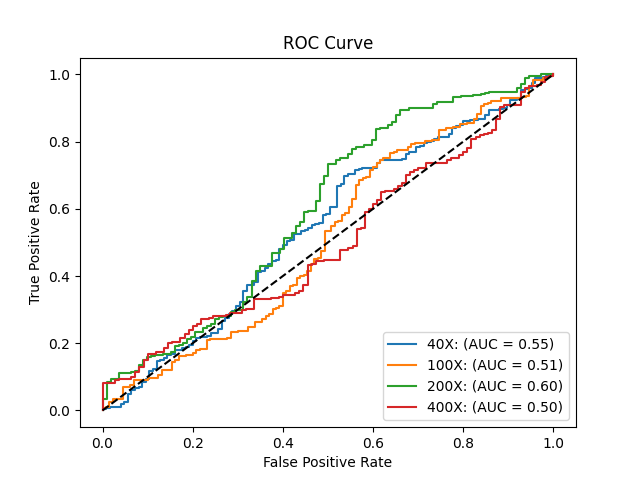 ROC Curve
1.0
0.8
0.6
0.4
0.2
0.0
True Positive Rate
40X: (AUC = 0.55)
100X: (AUC = 0.51)
200X: (AUC = 0.60)
400X: (AUC = 0.50)
0.0 0.2 0.4 0.6 0.8 1.0
False Positive Rate